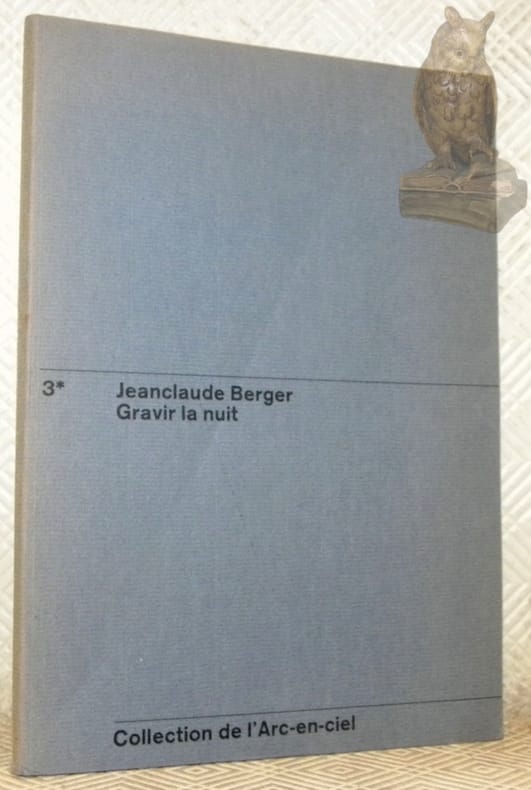 3* Jeanclaude Berger
Gravir la nuit
Collection de l'Arc-en-ciel